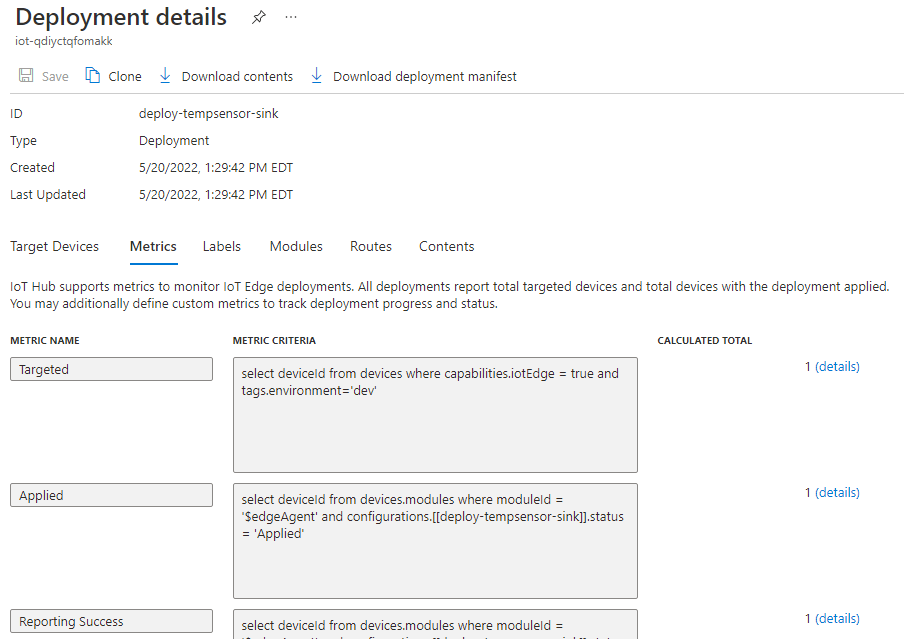 Deployment details
iot-qdiyctqfomakk
Save Clone Download contents Download deployment manifest
ID deploy-tempsensor-sink
Type Deployment
Created 5/20/2022, 1:29:42 PM EDT
Last Updated 5/20/2022, 1:29:42 PM EDT
Target Devices Metrics Labels Modules Routes Contents
IoT Hub supports metrics to monitor IoT Edge deployments. All deployments report total targeted devices and total devices with the deployment applied.
You may additionally define custom metrics to track deployment progress and status.
METRIC NAME METRIC CRITERIA CALCULATED TOTAL
Targeted
select deviceId from devices where capabilities.iotEdge = true and
tags.environment='dev'
1 (details)
Applied
select deviceId from devices.modules where moduleId =
'$edgeAgent' and configurations.[[deploy-tempsensor-sink]].status
= 'Applied'
1 (details)
Reporting Success
select deviceId from devices.modules where moduleId =
1 (details)